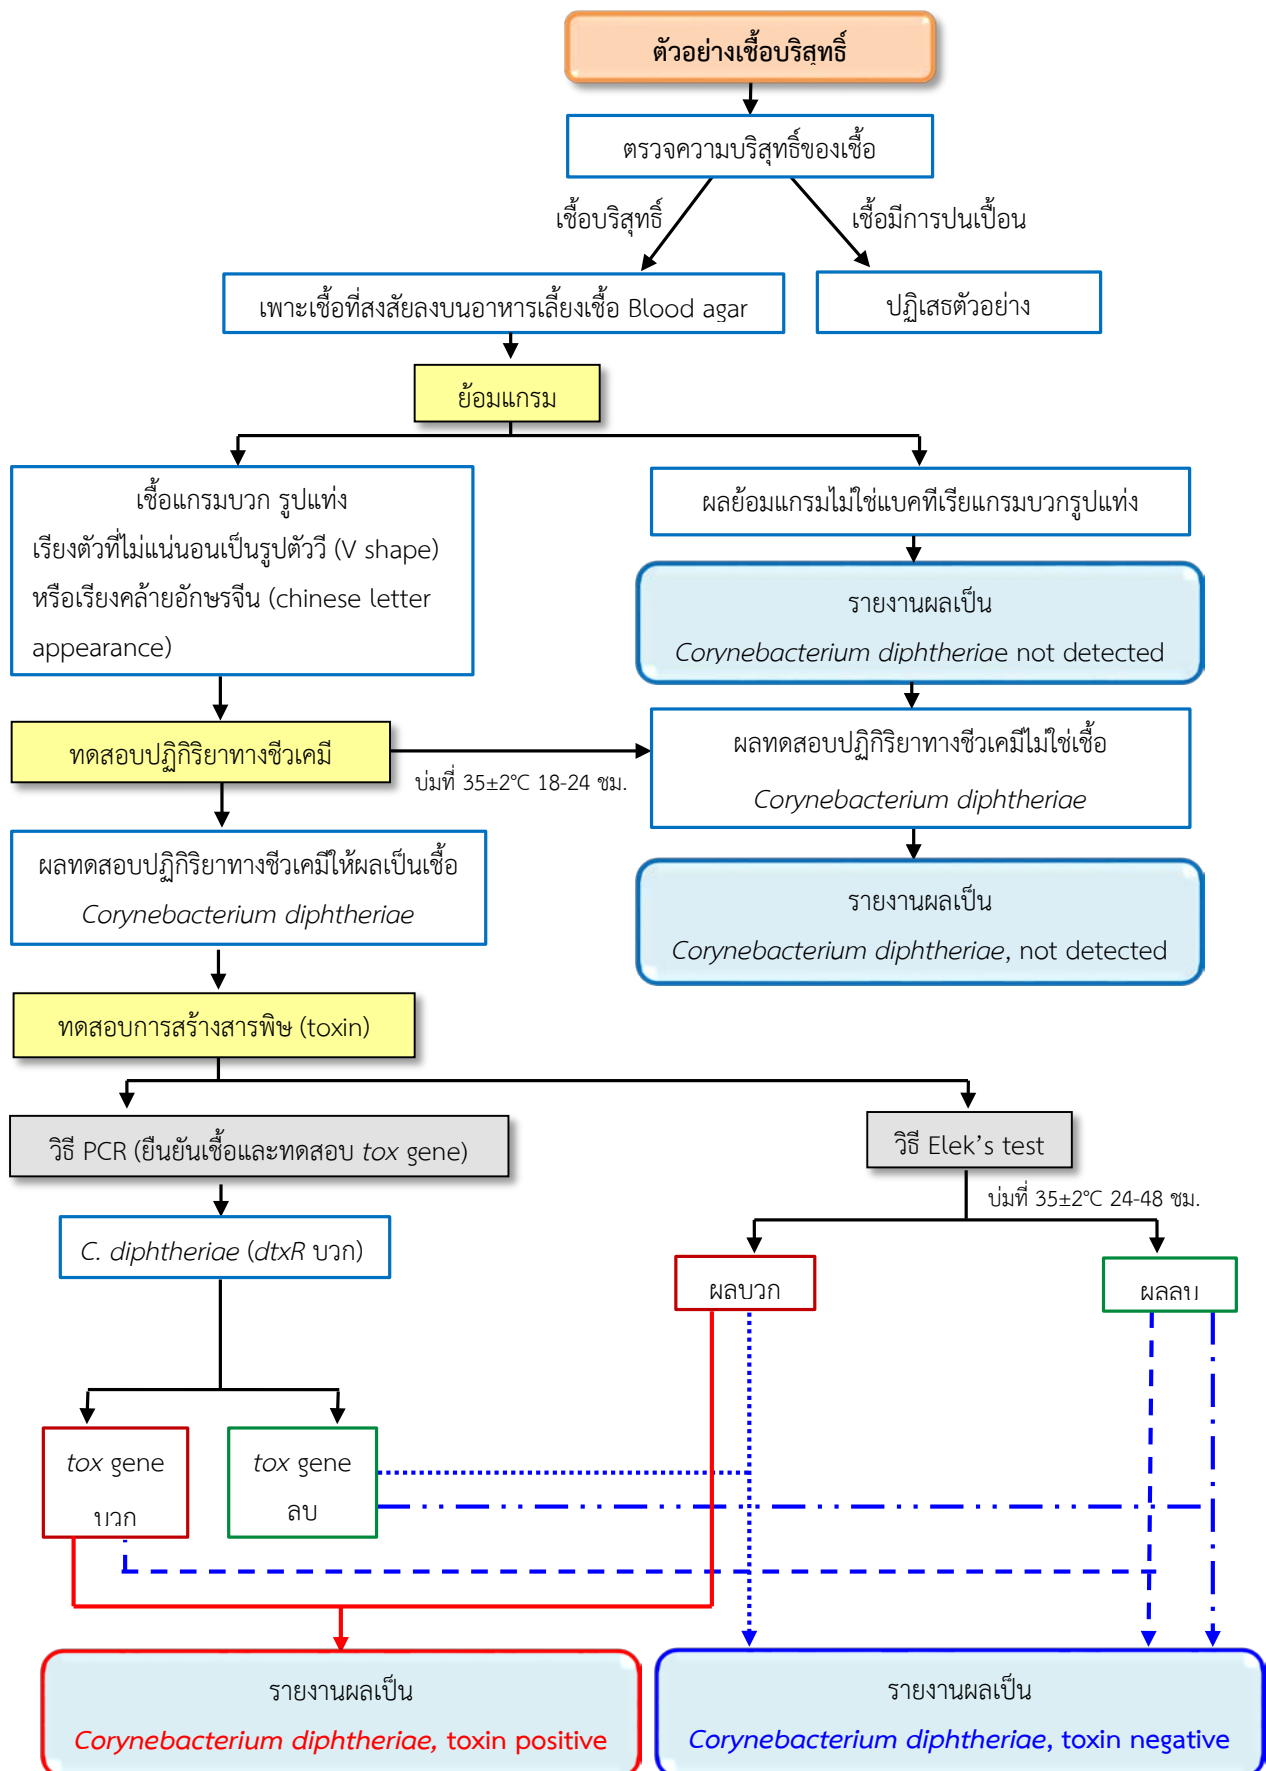 ตัวอย่างเชื้อบริสุทธิ์
ตรวจความบริสุทธิ์ของเชื้อ
เชื้อบริสุทธิ์
เชื้อมีการปนเปื้อน
เพาะเชื้อที่สงสัยลงบนอาหารเลี้ยงเชื้อ Blood agar
ปฏิเสธตัวอย่าง
ย้อมแกรม
เชื้อแกรมบวก รูปแท่ง
เรียงตัวที่ไม่แน่นอนเป็นรูปตัววี (V shape)
หรือเรียงคล้ายอักษรจีน (chinese letter
appearance)
ผลย้อมแกรมไม่ใช่แบคทีเรียแกรมบวกรูปแท่ง
รายงานผลเป็น
Corynebacterium diphtheriae not detected
ทดสอบปฏิกิริยาทางชีวเคมี
บ่มที่ 35±2°C 18-24 ชม.
ผลทดสอบปฏิกิริยาทางชีวเคมีไม่ใช่เชื้อ
Corynebacterium diphtheriae
ผลทดสอบปฏิกิริยาทางชีวเคมีให้ผลเป็นเชื้อ
Corynebacterium diphtheriae
รายงานผลเป็น
Corynebacterium diphtheriae, not detected
ทดสอบการสร้างสารพิษ (toxin)
วิธี PCR (ยืนยันเชื้อและทดสอบ tox gene)
วิธี Elek’s test
บ่มที่ 35±2°C 24-48 ชม.
C. diphtheriae (dtxR บวก)
ผลบวก
ผลลบ
tox gene
บวก
tox gene
ลบ
รายงานผลเป็น
Corynebacterium diphtheriae, toxin positive
รายงานผลเป็น
Corynebacterium diphtheriae, toxin negative